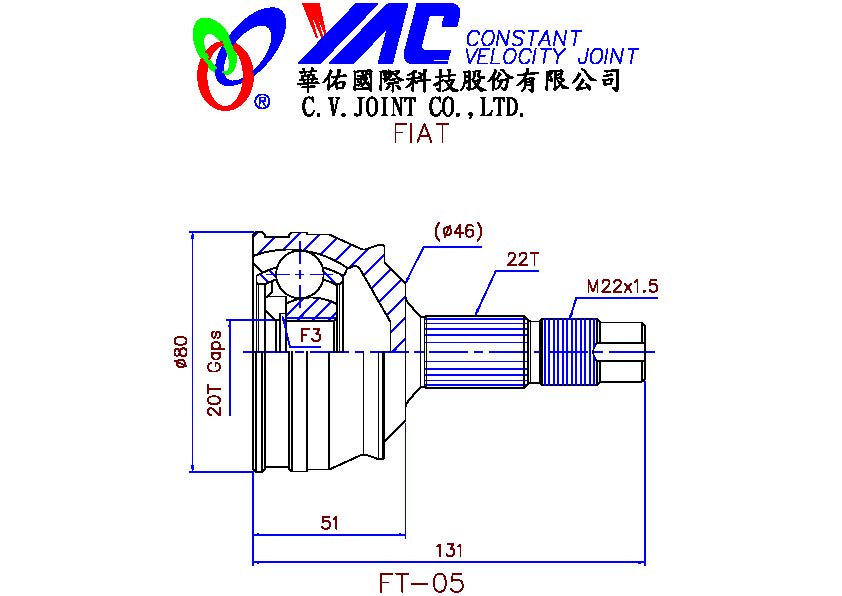 YAC CONSTANT
VELOCITY JOINT
®
華佑國際科技股份有限公司
C.V.JOINT CO.,LTD.
FIAT
(ø46)
22T
M22x1.5
F3
ø80
20T Gaps
51
131
FT-05